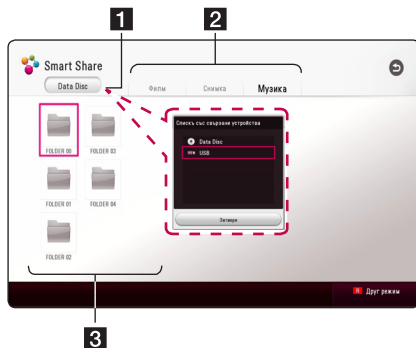 1
2
Smart Share
Data Disc
Филм
Снимка
Музика
Списък със свързани устройства
Data Disc
USB
USB
Затвори
FOLDER 00
FOLDER 03
FOLDER 01
FOLDER 04
FOLDER 02
R Друг режим
3